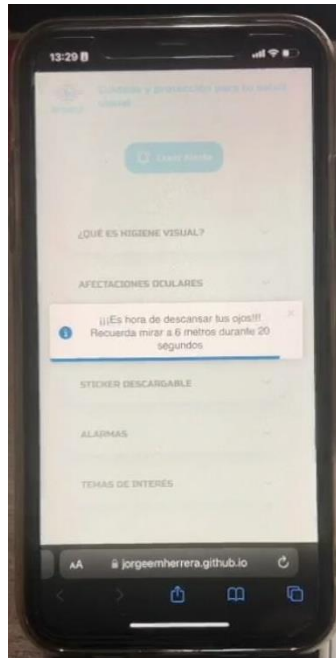 13:29
Cuidado y protección para tu salud
visual
¿QUÉ ES HIGIENE VISUAL?
AFECTACIONES OCULARES
¡¡¡Es hora de descansar tus ojos!!!
Recuerda mirar a 6 metros durante 20
segundos
STICKER DESCARGABLE
ALARMAS
TEMAS DE INTERÉS
AA
jorgeemherrera.github.io